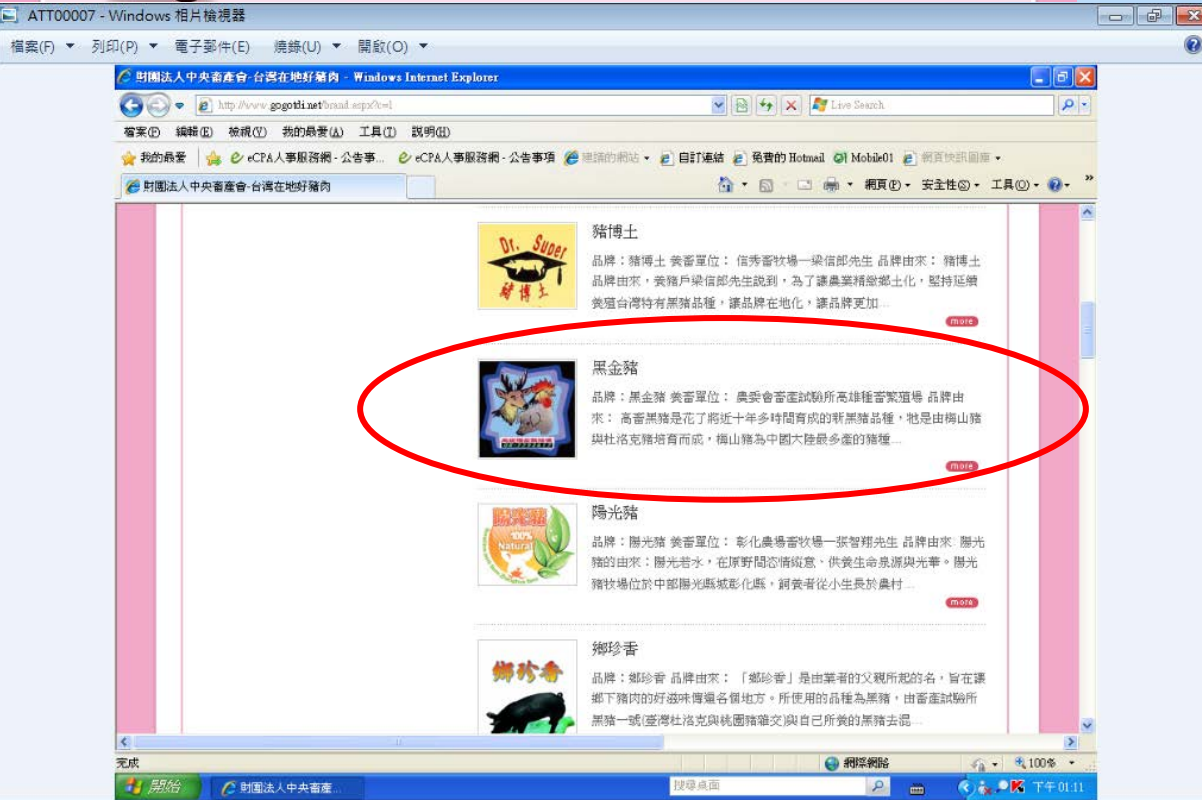 ATT00007 - Windows 相片檢視器
檔案(F) 列印(P) 電子郵件(E) 燒錄(U) 開啟(O)
財團法人中央畜產會-台灣在地好豬肉 - Windows Internet Explorer
http://www.gogotdi.net/brand.aspx?c=1 Live Search
檔案(F) 編輯(E) 檢視(V) 我的最愛(A) 工具(T) 說明(H)
我的最愛 eCPA人事服務網 - 公告事... eCPA人事服務網 - 公告事項 建議的網站 自訂連結 免費的 Hotmail Mobile01 網頁快訊圖庫
財團法人中央畜產會-台灣在地好豬肉 網頁(P) 安全性(S) 工具(O) »
Dr. Super
豬博士
豬博士
品牌：豬博士 養畜單位： 信秀畜牧場—梁信郎先生 品牌由來： 豬博士
品牌由來，養豬戶梁信郎先生說到，為了讓農業精緻鄉土化，堅持延續
養殖台灣特有黑豬品種，讓品牌在地化，讓品牌更加...
more
黑金豬
品牌：黑金豬 養畜單位： 農委會畜產試驗所高雄種畜繁殖場 品牌由
來： 高畜黑豬是花了將近十年多時間育成的新黑豬品種，牠是由梅山豬
與杜洛克豬培育而成，梅山豬為中國大陸最多產的豬種...
more
陽光豬
100%
Natural
陽光豬
品牌：陽光豬 養畜單位： 彰化農場畜牧場—張智翔先生 品牌由來: 陽光
豬的由來：陽光若水，在原野間恣情縱意、供養生命泉源與光華。陽光
豬牧場位於中部陽光縣城彰化縣，飼養者從小生長於農村...
more
鄉珍香
鄉珍香
品牌：鄉珍香 品牌由來： 「鄉珍香」是由業者的父親所起的名，旨在讓
鄉下豬肉的好滋味傳遍各個地方。所使用的品種為黑豬，由畜產試驗所
黑豬一號(臺灣杜洛克與桃園豬雜交)與自己所養的黑豬去混...
完成 網際網路 100%
開始 財團法人中央畜產... 搜尋桌面 下午 01:11